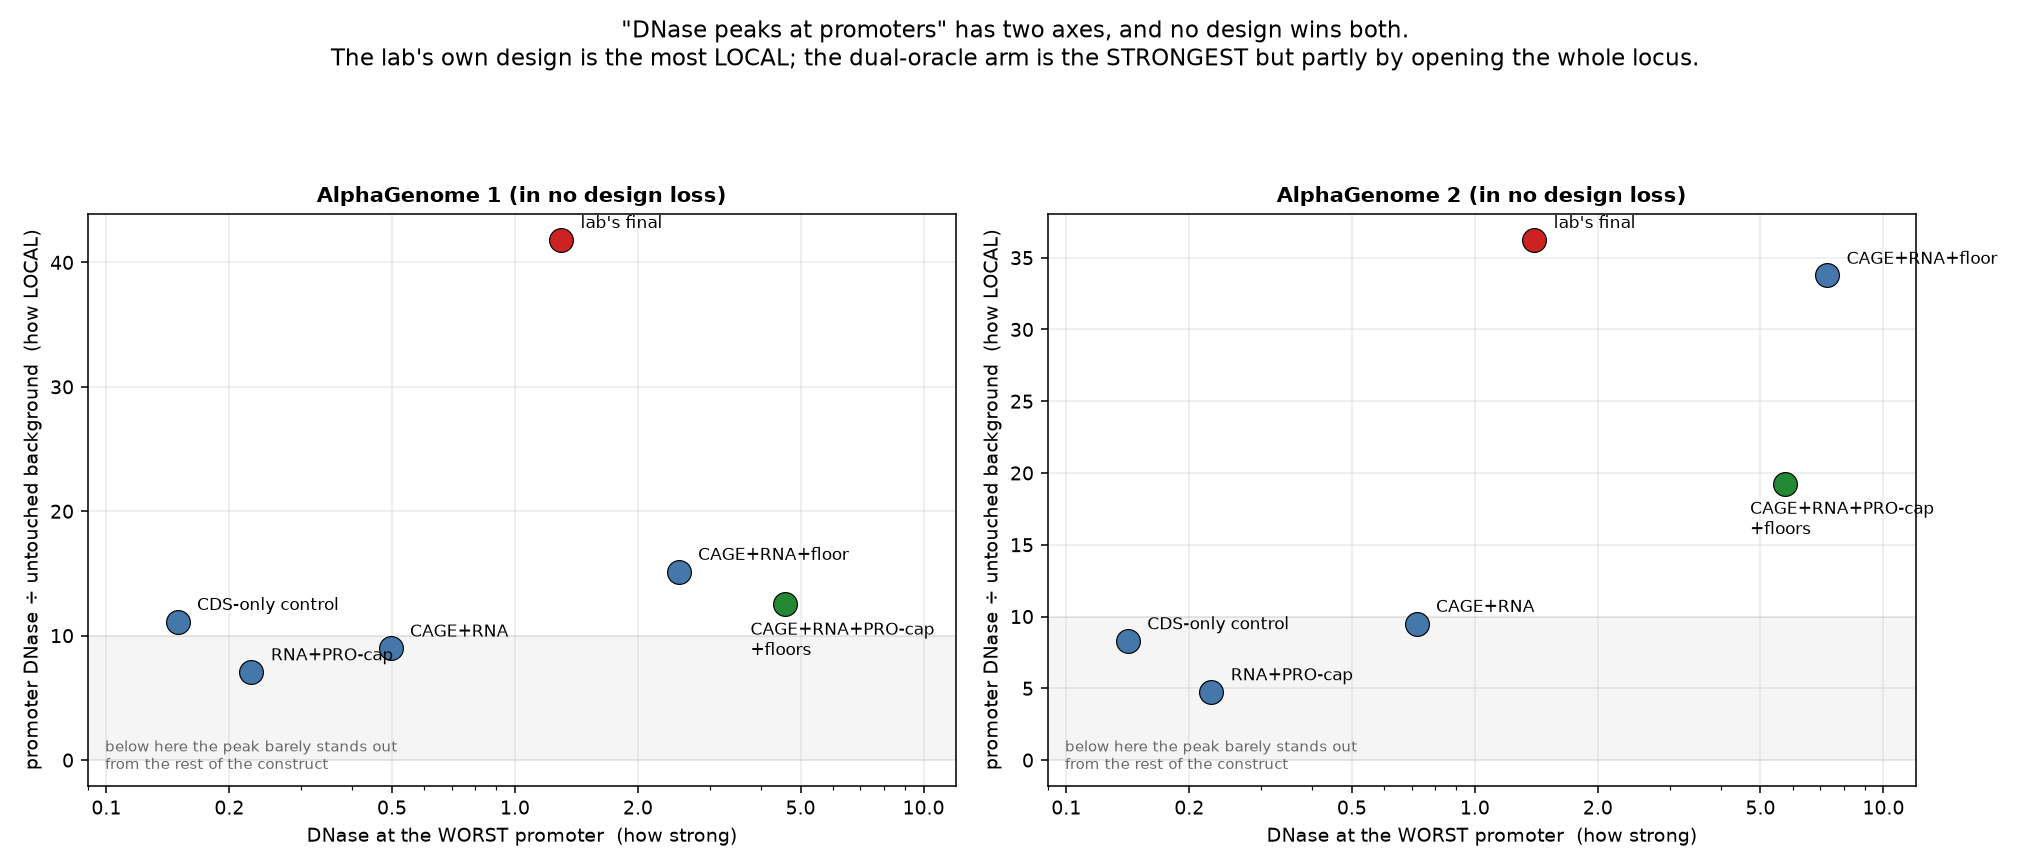 "DNase peaks at promoters" has two axes, and no design wins both.
The lab's own design is the most LOCAL; the dual-oracle arm is the STRONGEST but partly by opening the whole locus.
AlphaGenome 1 (in no design loss)
promoter DNase ÷ untouched background (how LOCAL)
40
30
20
10
0
lab's final
CAGE+RNA+floor
CDS-only control
CAGE+RNA
CAGE+RNA+PRO-cap
+floors
RNA+PRO-cap
below here the peak barely stands out
from the rest of the construct
0.1 0.2 0.5 1.0 2.0 5.0 10.0
DNase at the WORST promoter (how strong)
AlphaGenome 2 (in no design loss)
promoter DNase ÷ untouched background (how LOCAL)
35
30
25
20
15
10
5
0
lab's final
CAGE+RNA+floor
CAGE+RNA+PRO-cap
+floors
CAGE+RNA
CDS-only control
RNA+PRO-cap
below here the peak barely stands out
from the rest of the construct
0.1 0.2 0.5 1.0 2.0 5.0 10.0
DNase at the WORST promoter (how strong)